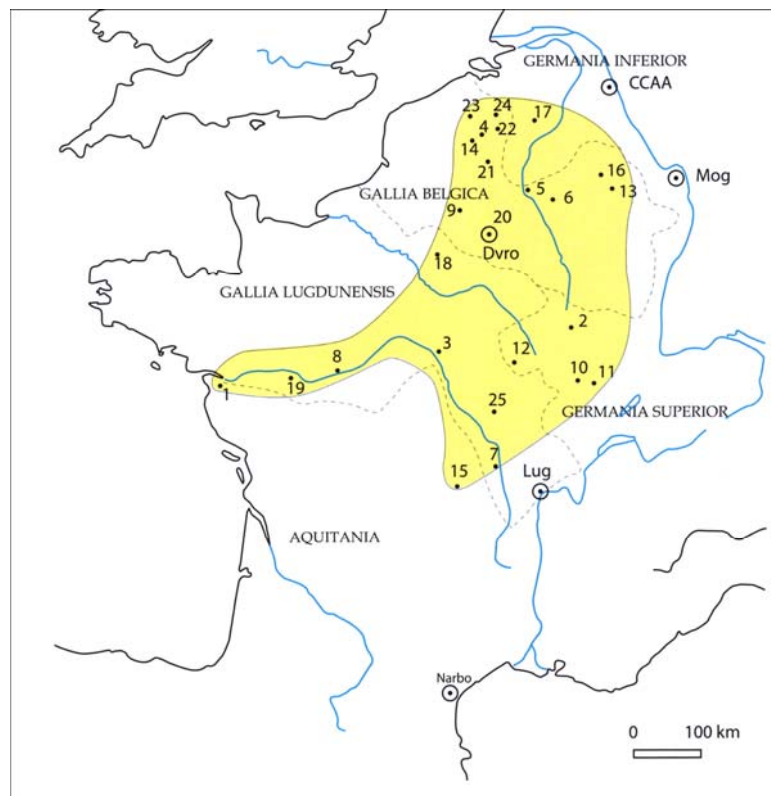 GERMANIA INFERIOR
CCAA
23
24
17
4
22
14
21
16
Mog
5
6
13
GALLIA BELGICA
9
20
Dvro
18
GALLIA LUGDUNENSIS
2
3
12
8
10
11
19
1
25
GERMANIA SUPERIOR
7
15
Lug
AQUITANIA
Narbo
0 100 km